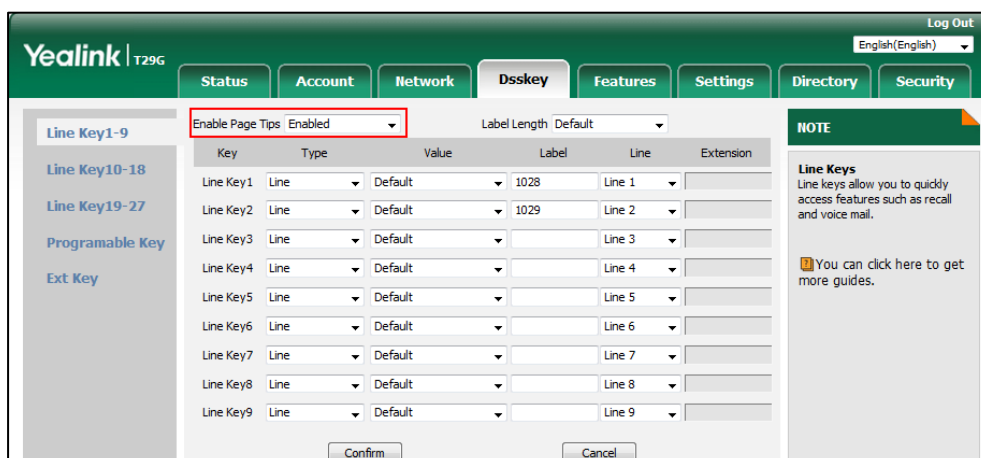 Log Out
Yealink | T29G
English(English)
Status Account Network Dsskey Features Settings Directory Security
Line Key1-9
Line Key10-18
Line Key19-27
Programable Key
Ext Key
Enable Page Tips Enabled Label Length Default
Key Type Value Label Line Extension
Line Key1 Line Default 1028 Line 1
Line Key2 Line Default 1029 Line 2
Line Key3 Line Default Line 3
Line Key4 Line Default Line 4
Line Key5 Line Default Line 5
Line Key6 Line Default Line 6
Line Key7 Line Default Line 7
Line Key8 Line Default Line 8
Line Key9 Line Default Line 9
Confirm Cancel
NOTE
Line Keys
Line keys allow you to quickly
access features such as recall
and voice mail.
You can click here to get
more guides.